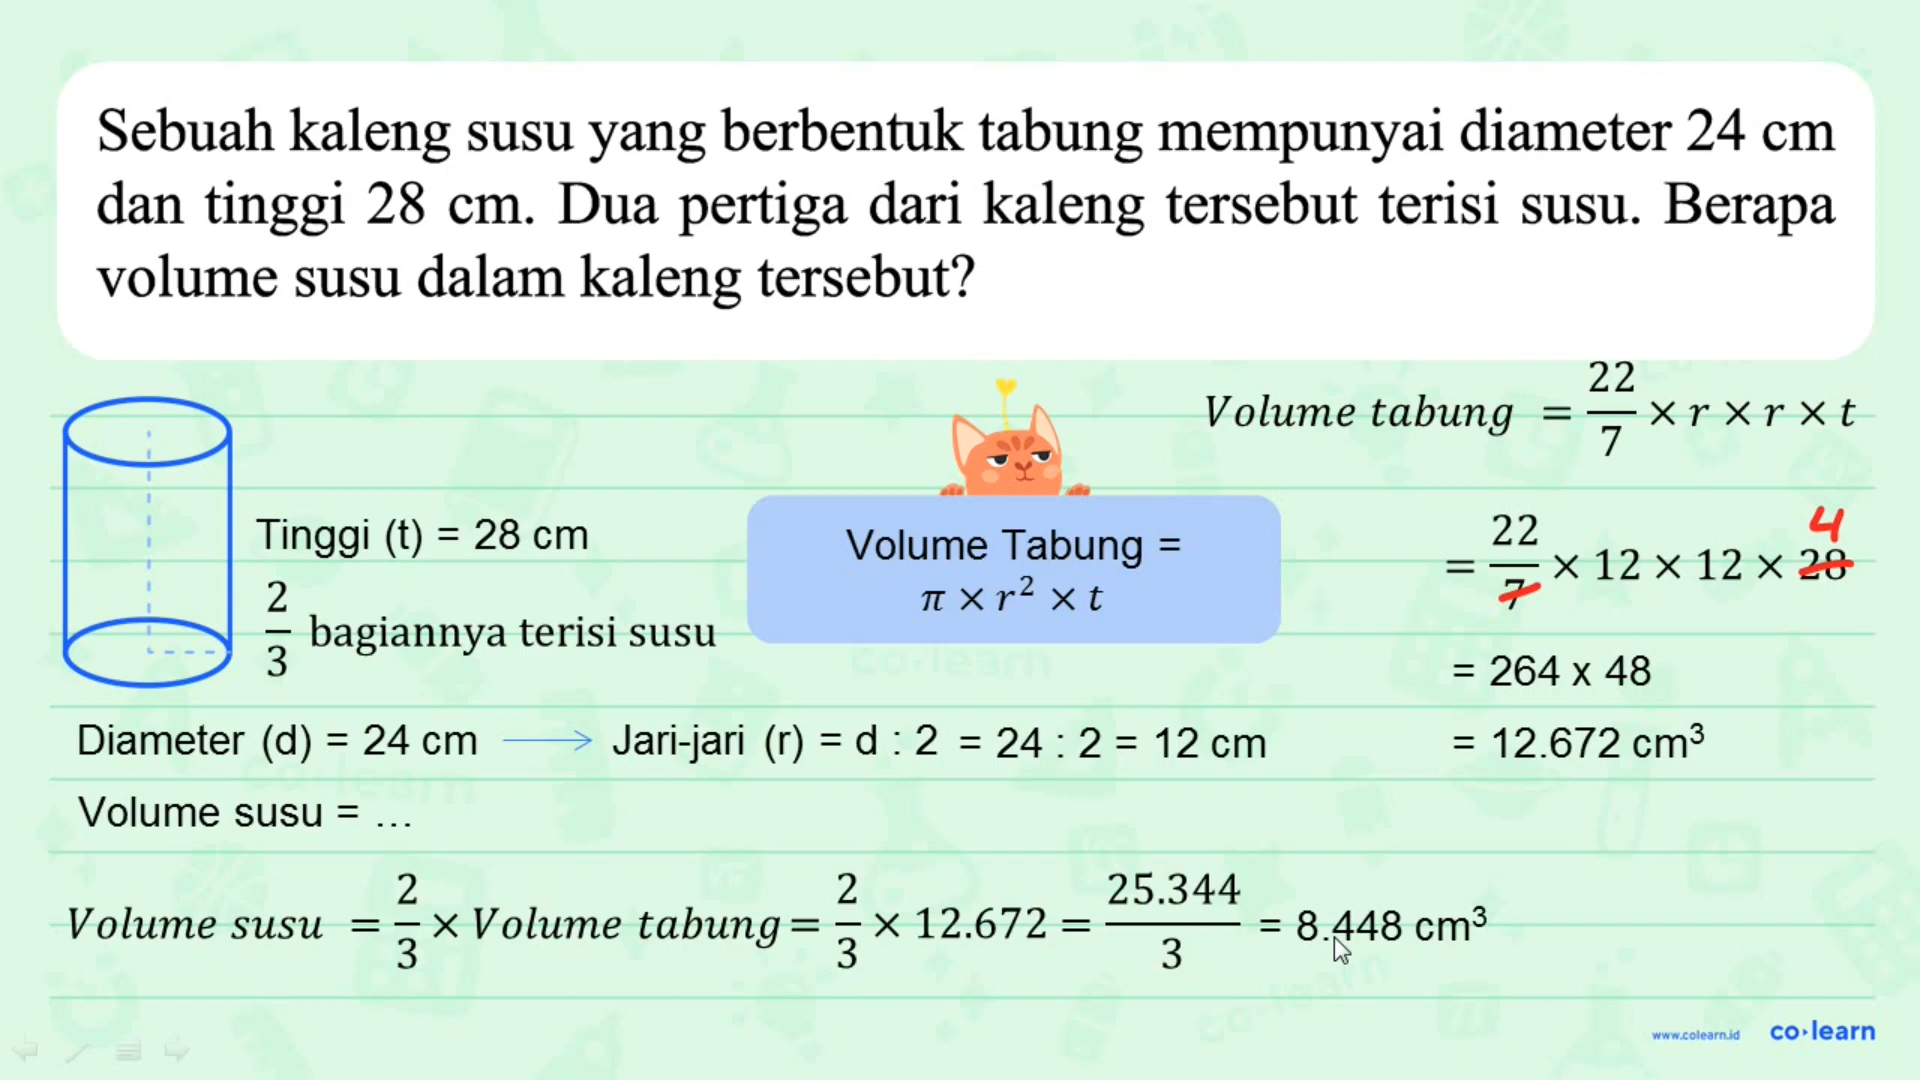 Sebuah kaleng susu yang berbentuk tabung mempunyai diameter 24 cm
dan tinggi 28 cm. Dua pertiga dari kaleng tersebut terisi susu. Berapa
volume susu dalam kaleng tersebut?
Volume tabung = 22/7 × r × r × t
Tinggi (t) = 28 cm
2/3 bagiannya terisi susu
Volume Tabung =
π × r² × t
4
= 22/7 × 12 × 12 × 28
= 264 x 48
= 12.672 cm³
Diameter (d) = 24 cm → Jari-jari (r) = d : 2 = 24 : 2 = 12 cm
Volume susu = ...
Volume susu = 2/3 × Volume tabung = 2/3 × 12.672 = 25.344/3 = 8.448 cm³
www.colearn.id co·learn